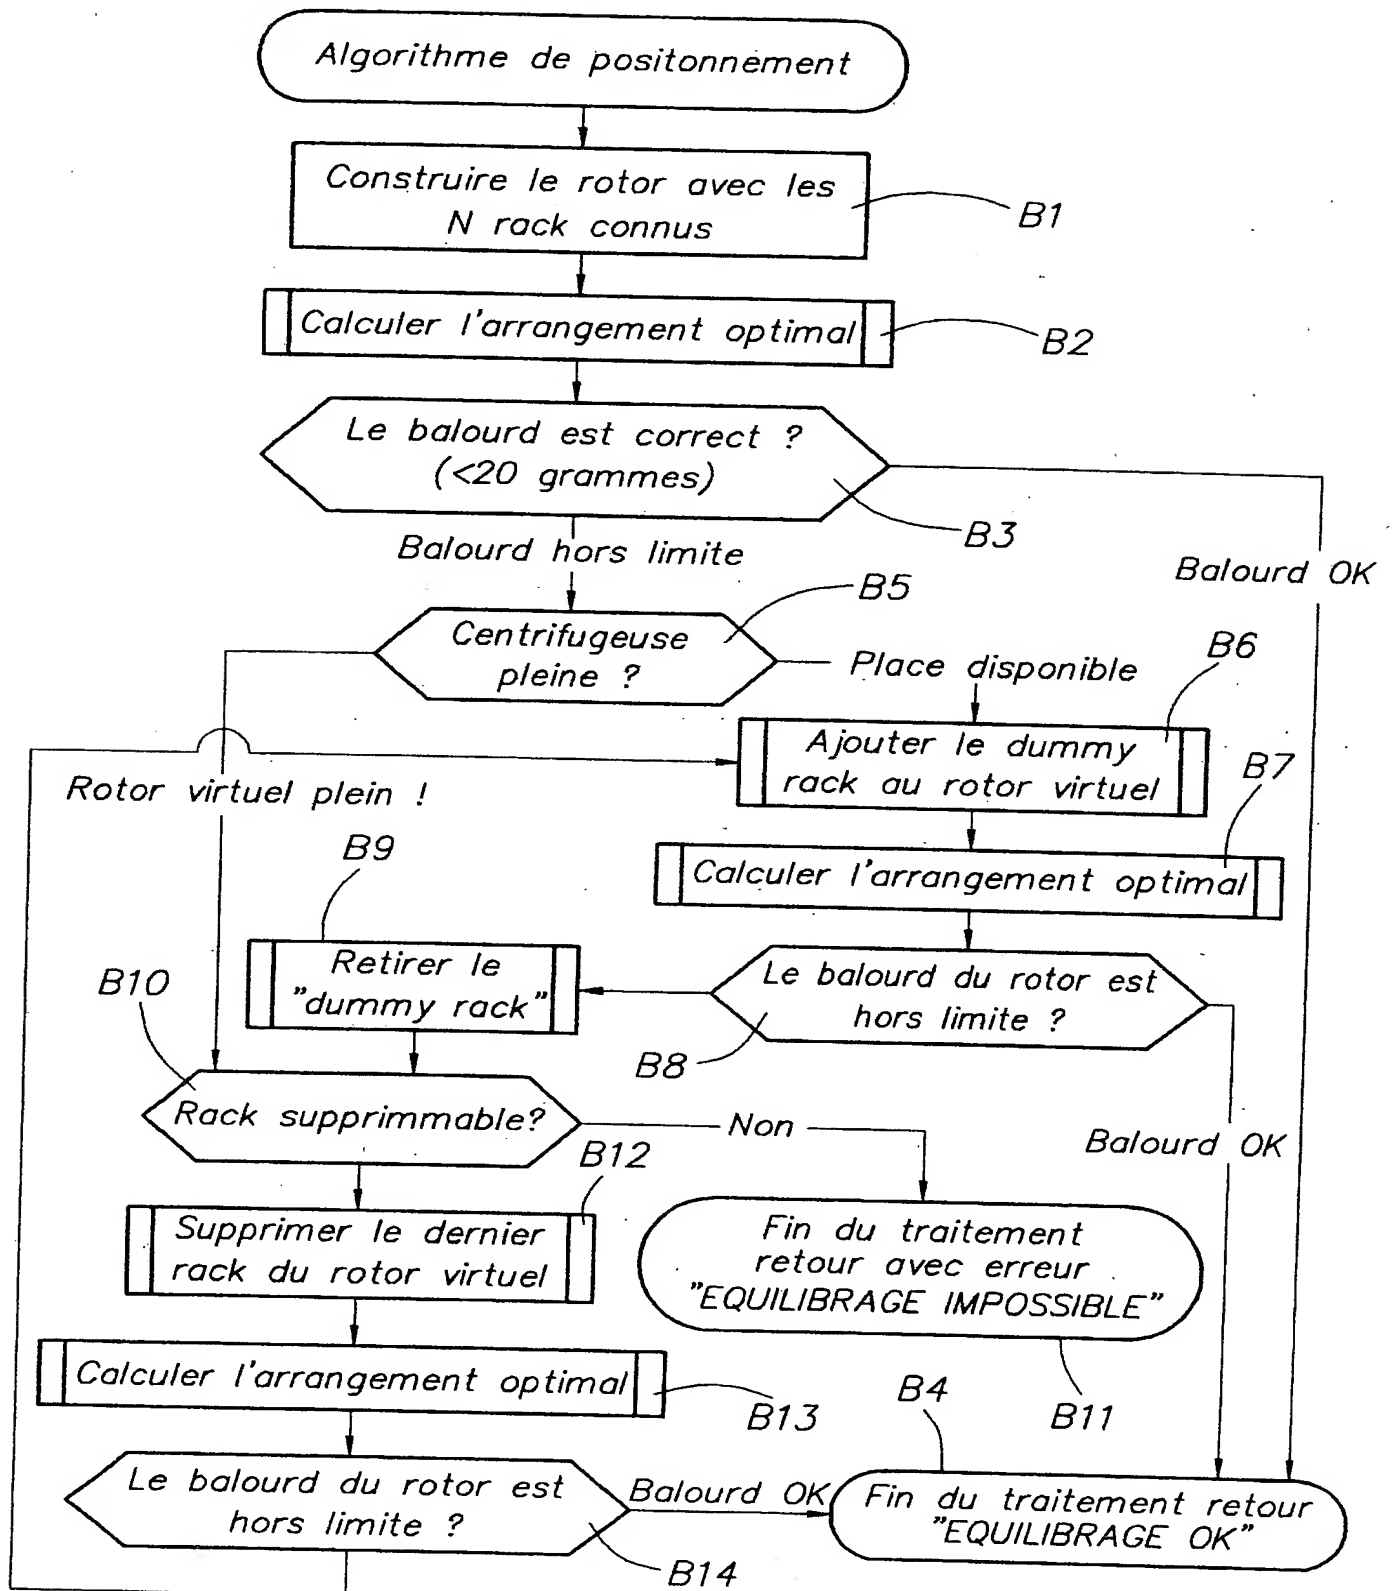 Algorithme de positonnement
Construire le rotor avec les
N rack connus
B1
Calculer l'arrangement optimal
B2
Le balourd est correct ?
(<20 grammes)
B3
Balourd hors limite
Balourd OK
B5
Centrifugeuse
pleine ?
Place disponible
B6
Ajouter le dummy
rack au rotor virtuel
B7
Rotor virtuel plein !
Calculer l'arrangement optimal
B9
Retirer le
"dummy rack"
Le balourd du rotor est
hors limite ?
B10
B8
Rack supprimmable?
Non
Balourd OK
B12
Supprimer le dernier
rack du rotor virtuel
Fin du traitement
retour avec erreur
"EQUILIBRAGE IMPOSSIBLE"
Calculer l'arrangement optimal
B13
B4
B11
Le balourd du rotor est
hors limite ?
Balourd OK
Fin du traitement retour
"EQUILIBRAGE OK"
B14